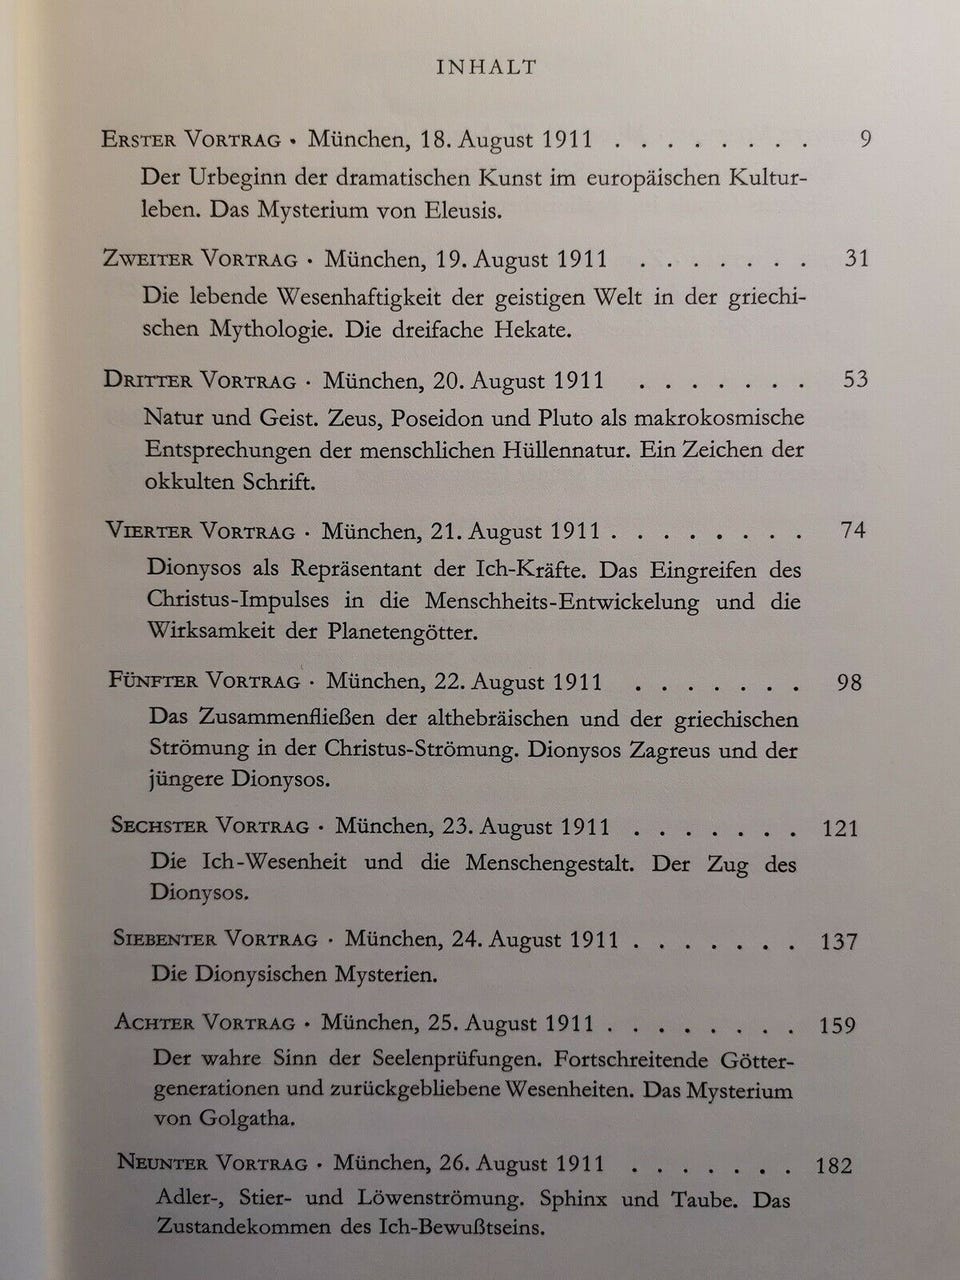 INHALT
ERSTER VORTRAG · München, 18. August 1911 . . . . . . . . 9
Der Urbeginn der dramatischen Kunst im europäischen Kultur-
leben. Das Mysterium von Eleusis.
ZWEITER VORTRAG · München, 19. August 1911 . . . . . . . 31
Die lebende Wesenhaftigkeit der geistigen Welt in der griechi-
schen Mythologie. Die dreifache Hekate.
DRITTER VORTRAG · München, 20. August 1911 . . . . . . . 53
Natur und Geist. Zeus, Poseidon und Pluto als makrokosmische
Entsprechungen der menschlichen Hüllennatur. Ein Zeichen der
okkulten Schrift.
VIERTER VORTRAG · München, 21. August 1911 . . . . . . . . 74
Dionysos als Repräsentant der Ich-Kräfte. Das Eingreifen des
Christus-Impulses in die Menschheits-Entwickelung und die
Wirksamkeit der Planetengötter.
FÜNFTER VORTRAG · München, 22. August 1911 . . . . . . . 98
Das Zusammenfließen der althebräischen und der griechischen
Strömung in der Christus-Strömung. Dionysos Zagreus und der
jüngere Dionysos.
SECHSTER VORTRAG · München, 23. August 1911 . . . . . . . 121
Die Ich-Wesenheit und die Menschengestalt. Der Zug des
Dionysos.
SIEBENTER VORTRAG · München, 24. August 1911 . . . . . . . 137
Die Dionysischen Mysterien.
ACHTER VORTRAG · München, 25. August 1911 . . . . . . . . 159
Der wahre Sinn der Seelenprüfungen. Fortschreitende Götter-
generationen und zurückgebliebene Wesenheiten. Das Mysterium
von Golgatha.
NEUNTER VORTRAG · München, 26. August 1911 . . . . . . . 182
Adler-, Stier- und Löwenströmung. Sphinx und Taube. Das
Zustandekommen des Ich-Bewußtseins.